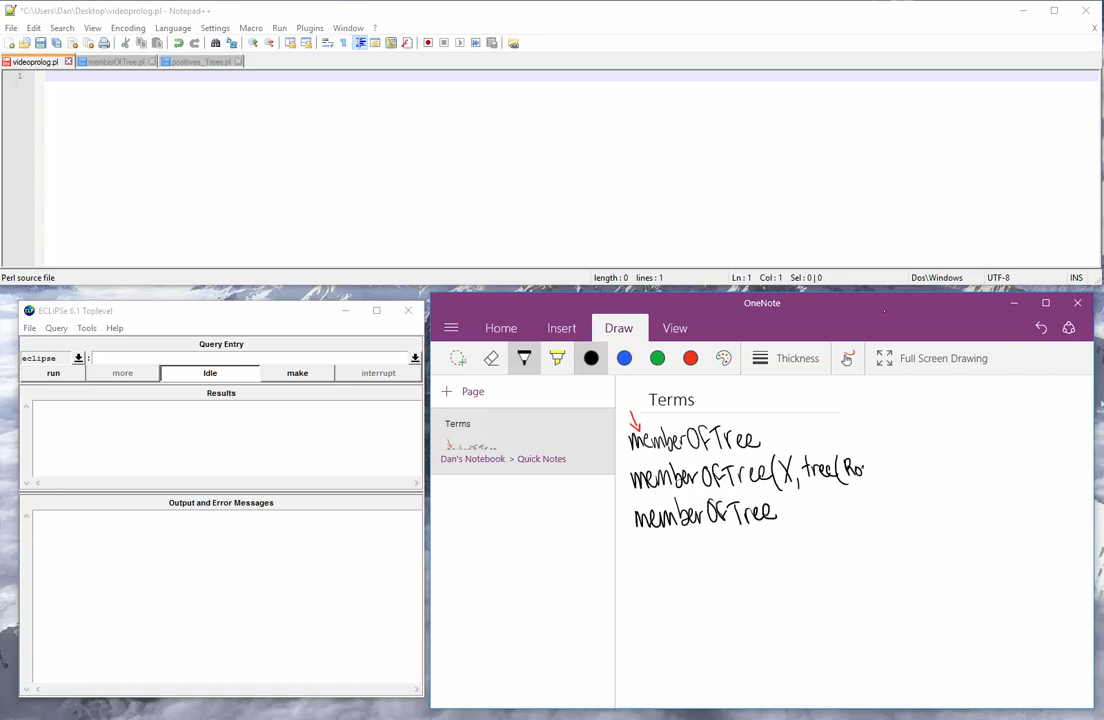 *C:\Users\Dan\Desktop\videoprolog.pl - Notepad++
File Edit Search View Encoding Language Settings Macro Run Plugins Window ?
X
videoprolog.pl memberOfTree.pl positives_Trees.pl
1
Perl source file length : 0 lines : 1 Ln : 1 Col : 1 Sel : 0 | 0 Dos\Windows UTF-8 INS
ECLiPSe 6.1 Toplevel
File Query Tools Help
Query Entry
eclipse :
run more Idle make interrupt
Results
Output and Error Messages
OneNote
Home Insert Draw View
Thickness Full Screen Drawing
+ Page
Terms
Dan's Notebook > Quick Notes
Terms
memberOfTree
memberOfTree(X, tree(Ro
memberOfTree